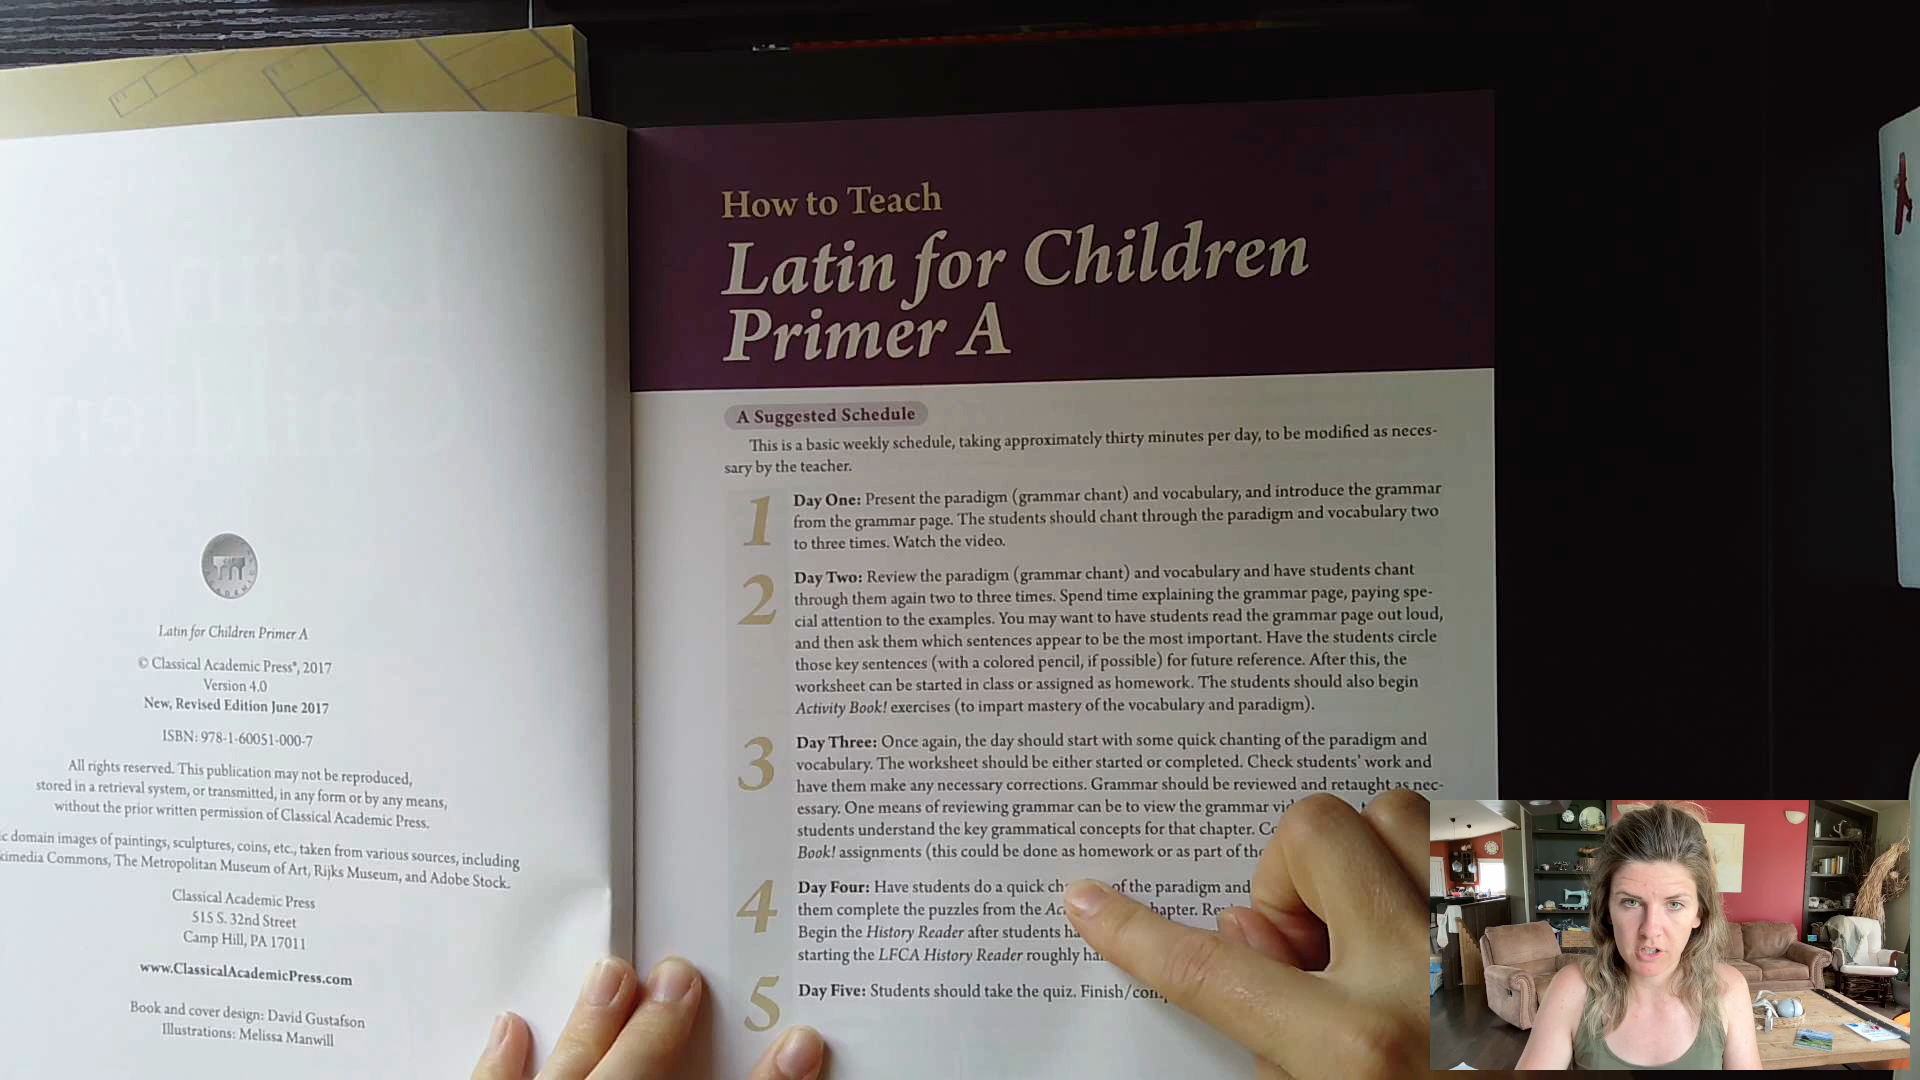 Latin for Children Primer A
© Classical Academic Press®, 2017
Version 4.0
New, Revised Edition June 2017
ISBN: 978-1-60051-000-7
All rights reserved. This publication may not be reproduced,
stored in a retrieval system, or transmitted, in any form or by any means,
without the prior written permission of Classical Academic Press.
domain images of paintings, sculptures, coins, etc., taken from various sources, including
Commons, The Metropolitan Museum of Art, Rijks Museum, and Adobe Stock.
Classical Academic Press
515 S. 32nd Street
Camp Hill, PA 17011
www.ClassicalAcademicPress.com
Book and cover design: David Gustafson
Illustrations: Melissa Manwill
How to Teach
Latin for Children
Primer A
A Suggested Schedule
This is a basic weekly schedule, taking approximately thirty minutes per day, to be modified as neces-
sary by the teacher.
1 Day One: Present the paradigm (grammar chant) and vocabulary, and introduce the grammar
from the grammar page. The students should chant through the paradigm and vocabulary two
to three times. Watch the video.
2 Day Two: Review the paradigm (grammar chant) and vocabulary and have students chant
through them again two to three times. Spend time explaining the grammar page, paying spe-
cial attention to the examples. You may want to have students read the grammar page out loud,
and then ask them which sentences appear to be the most important. Have the students circle
those key sentences (with a colored pencil, if possible) for future reference. After this, the
worksheet can be started in class or assigned as homework. The students should also begin
Activity Book! exercises (to impart mastery of the vocabulary and paradigm).
3 Day Three: Once again, the day should start with some quick chanting of the paradigm and
vocabulary. The worksheet should be either started or completed. Check students' work and
have them make any necessary corrections. Grammar should be reviewed and retaught as nec-
essary. One means of reviewing grammar can be to view the grammar
students understand the key grammatical concepts for that chapter.
Book! assignments (this could be done as homework or as part of the
4 Day Four: Have students do a quick of the paradigm and
them complete the puzzles from the
Begin the History Reader after students
starting the LFCA History Reader roughly
5 Day Five: Students should take the quiz.